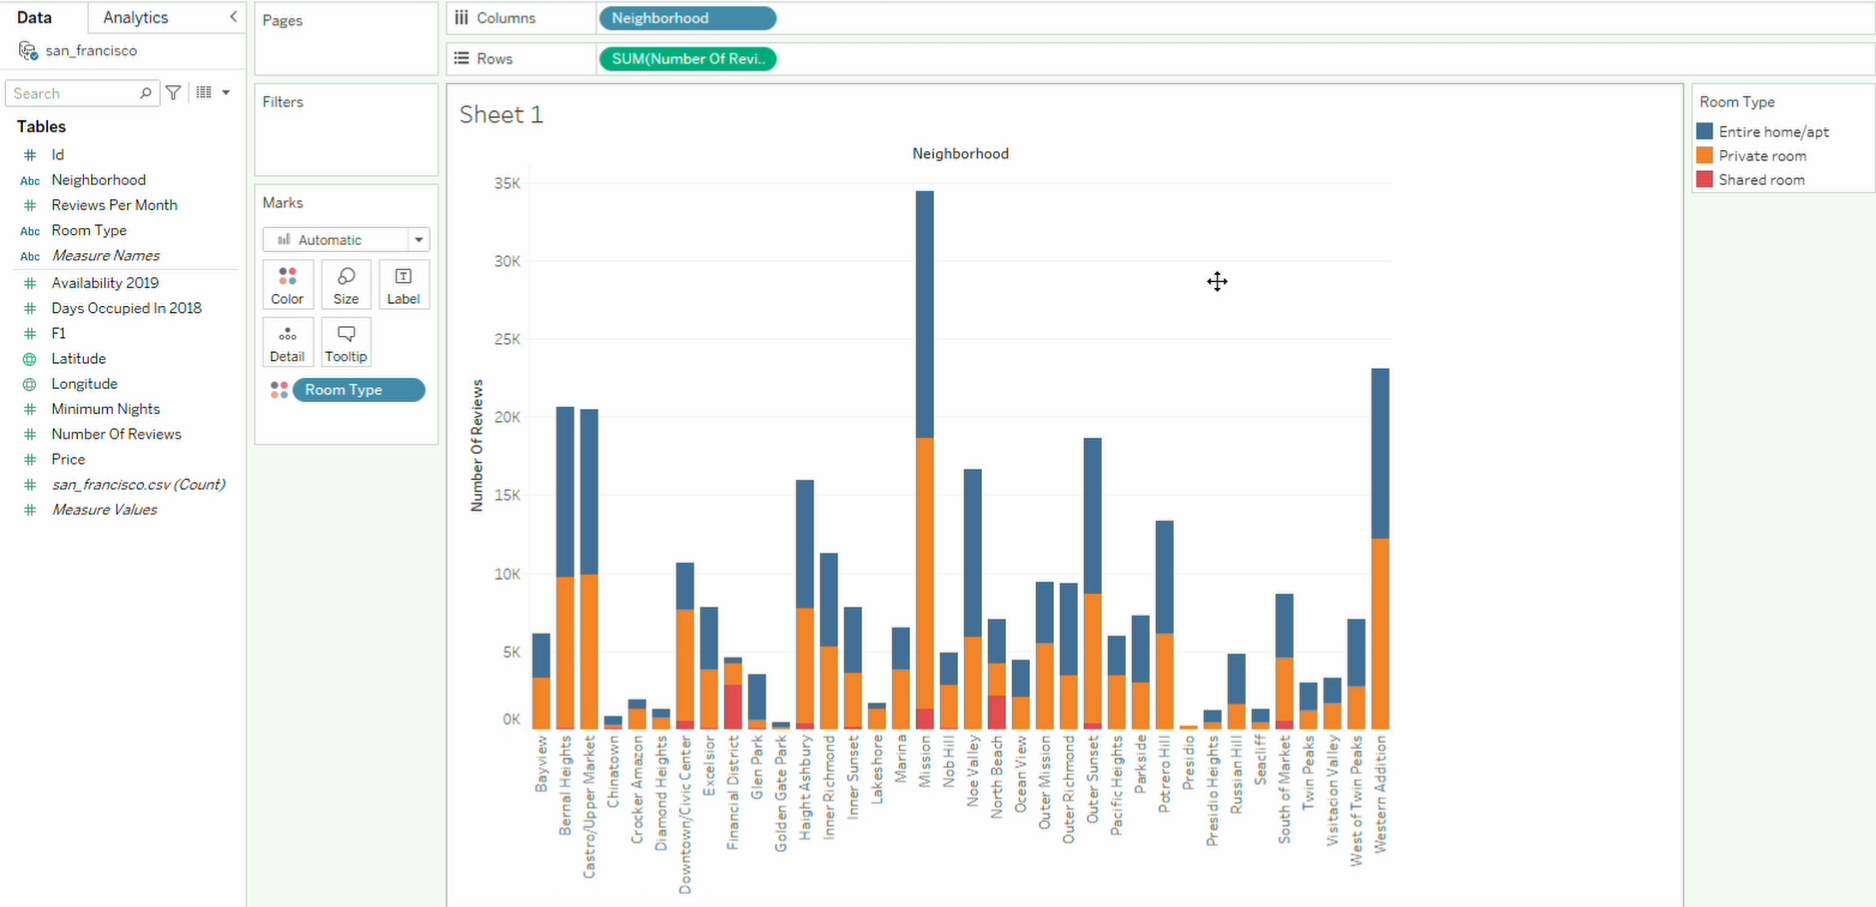 Data
Analytics
san_francisco
Search
Tables
Id
Abc Neighborhood
Reviews Per Month
Abc Room Type
Abc Measure Names
Availability 2019
Days Occupied In 2018
F1
Latitude
Longitude
Minimum Nights
Number Of Reviews
Price
san_francisco.csv (Count)
Measure Values
Pages
Filters
Marks
Automatic
Color
Size
T
Label
Detail
Tooltip
Room Type
Columns
Neighborhood
Rows
SUM(Number Of Revi..
Sheet 1
Neighborhood
Number Of Reviews
35K
30K
25K
20K
15K
10K
5K
0K
Bayview
Bernal Heights
Castro/Upper Market
Chinatown
Crocker Amazon
Diamond Heights
Downtown/Civic Center
Excelsior
Financial District
Glen Park
Golden Gate Park
Haight Ashbury
Inner Richmond
Inner Sunset
Lakeshore
Marina
Mission
Nob Hill
Noe Valley
North Beach
Ocean View
Outer Mission
Outer Richmond
Outer Sunset
Pacific Heights
Parkside
Potrero Hill
Presidio
Presidio Heights
Russian Hill
Seacliff
South of Market
Twin Peaks
Visitacion Valley
West of Twin Peaks
Western Addition
Room Type
Entire home/apt
Private room
Shared room